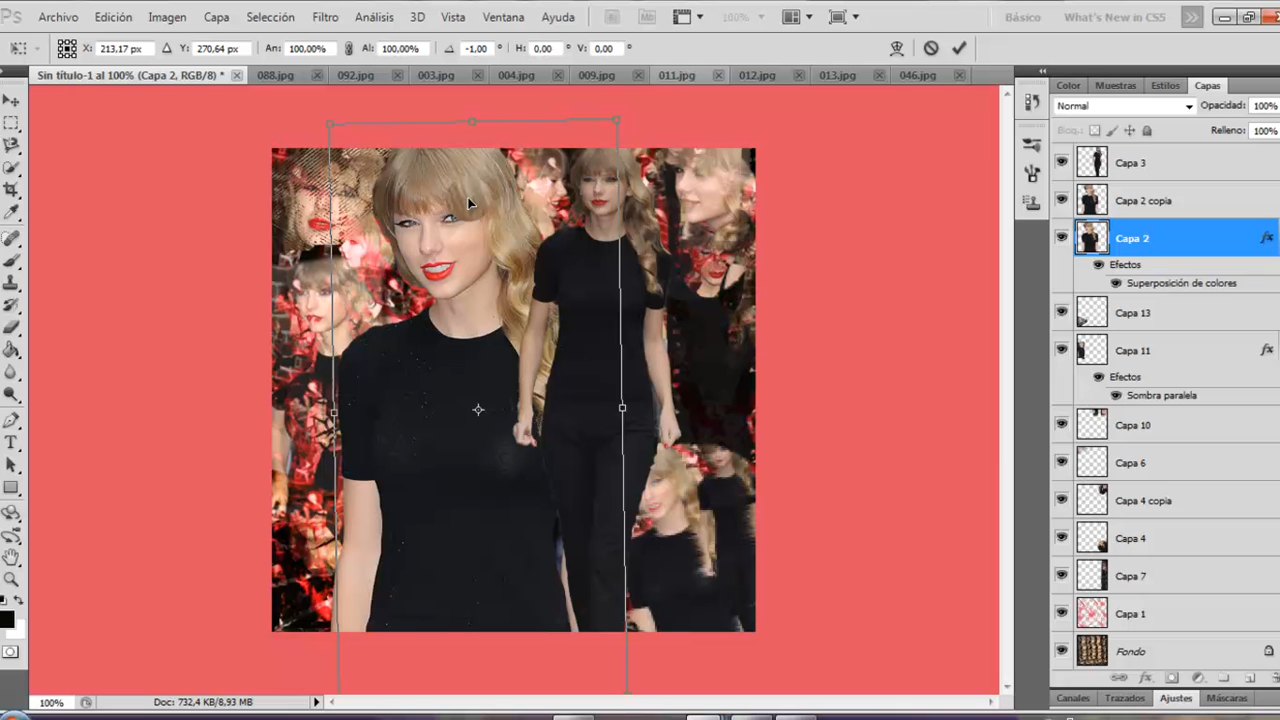 Ps Archivo Edición Imagen Capa Selección Filtro Análisis 3D Vista Ventana Ayuda Br Mb 100% Básico What's New in CS5
X: 213,17 px Y: 270,64 px An: 100,00% Al: 100,00% -1,00 ° H: 0,00 ° V: 0,00 °
Sin título-1 al 100% (Capa 2, RGB/8) * 088.jpg 092.jpg 003.jpg 004.jpg 009.jpg 011.jpg 012.jpg 013.jpg 046.jpg
Color Muestras Estilos Capas
Normal Opacidad: 100%
Bloq.: Relleno: 100%
Capa 3
Capa 2 copia
Capa 2 fx
Efectos
Superposición de colores
Capa 13
Capa 11 fx
Efectos
Sombra paralela
Capa 10
Capa 6
Capa 4 copia
Capa 4
Capa 7
Capa 1
Fondo
Canales Trazados Ajustes Máscaras
100% Doc: 732,4 KB/8,93 MB